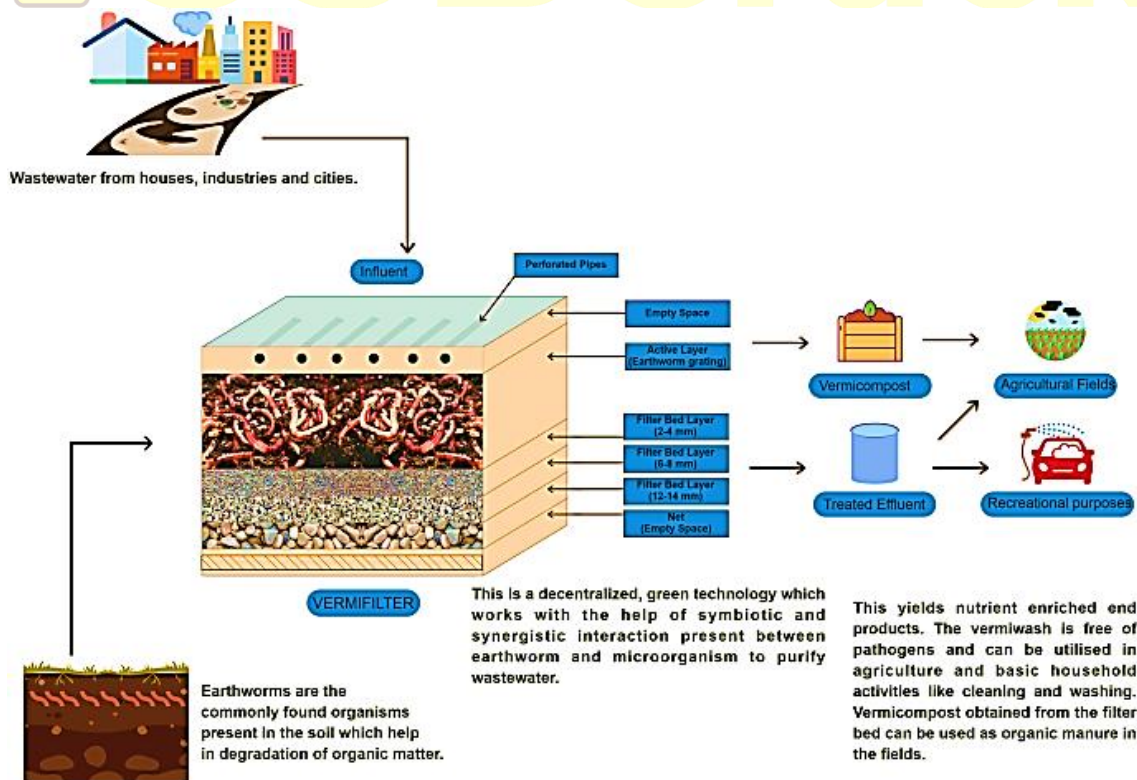 Wastewater from houses, industries and cities.
Influent
Perforated Pipes
Empty Space
Active Layer
(Earthworm grating)
Filter Bed Layer
(2-4 mm)
Filter Bed Layer
(6-8 mm)
Filter Bed Layer
(12-14 mm)
Net
(Empty Space)
Vermicompost
Agricultural Fields
Treated Effluent
Recreational purposes
VERMIFILTER
This is a decentralized, green technology which
works with the help of symbiotic and
synergistic interaction present between
earthworm and microorganism to purify
wastewater.
This yields nutrient enriched end
products. The vermiwash is free of
pathogens and can be utilised in
agriculture and basic household
activities like cleaning and washing.
Vermicompost obtained from the filter
bed can be used as organic manure in
the fields.
Earthworms are the
commonly found organisms
present in the soil which help
in degradation of organic matter.